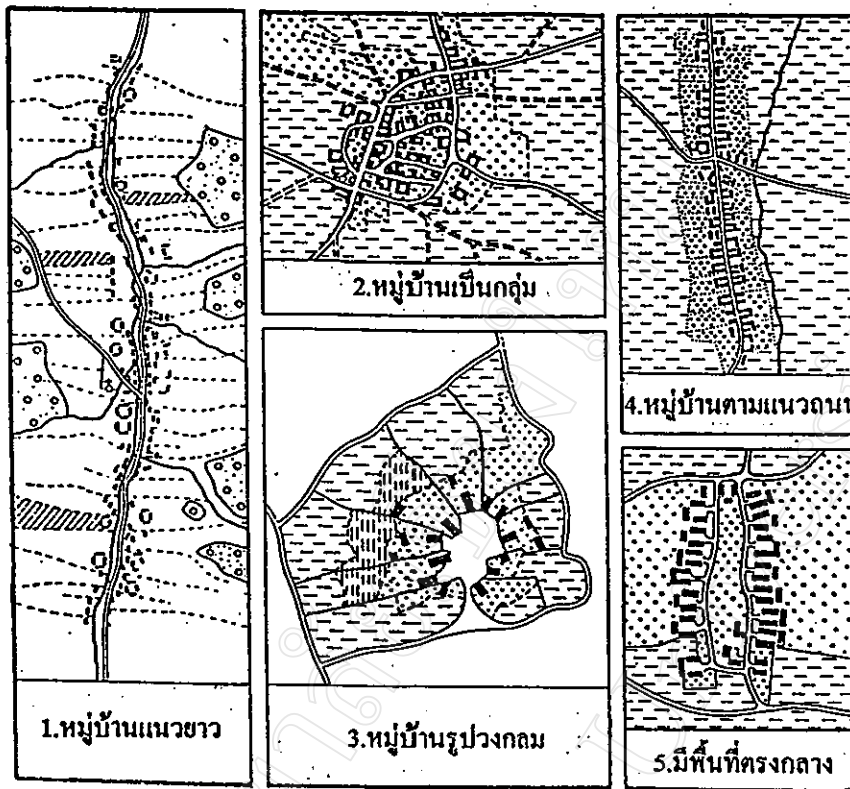 1.หมู่บ้านแนวยาว
2.หมู่บ้านเป็นกลุ่ม
3.หมู่บ้านรูปวงกลม
4.หมู่บ้านตามแนวถนน
5.มีพื้นที่ตรงกลาง